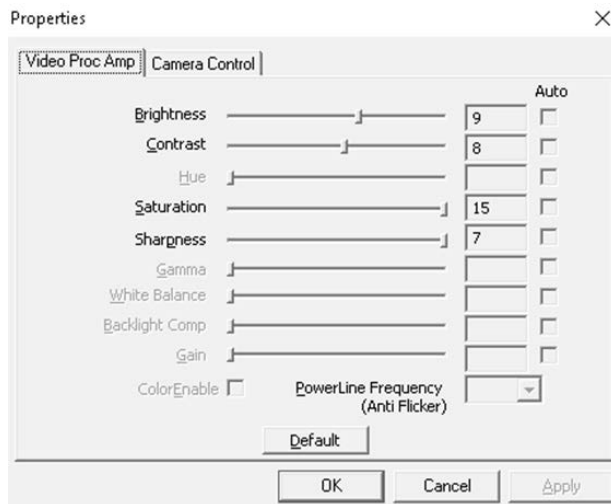 Properties
Video Proc Amp Camera Control
Auto
Brightness 9
Contrast 8
Hue
Saturation 15
Sharpness 7
Gamma
White Balance
Backlight Comp
Gain
ColorEnable PowerLine Frequency
(Anti Flicker)
Default
OK Cancel Apply